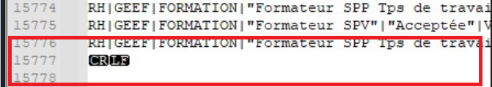 15774 RH|GEEF|FORMATION|"Formateur SPP Tps de travai
15775 RH|GEEF|FORMATION|"Formateur SPV"|"Acceptée"|V
15776 RH|GEEF|FORMATION|"Formateur SPP Tps de travai
15777 CRLF
15778